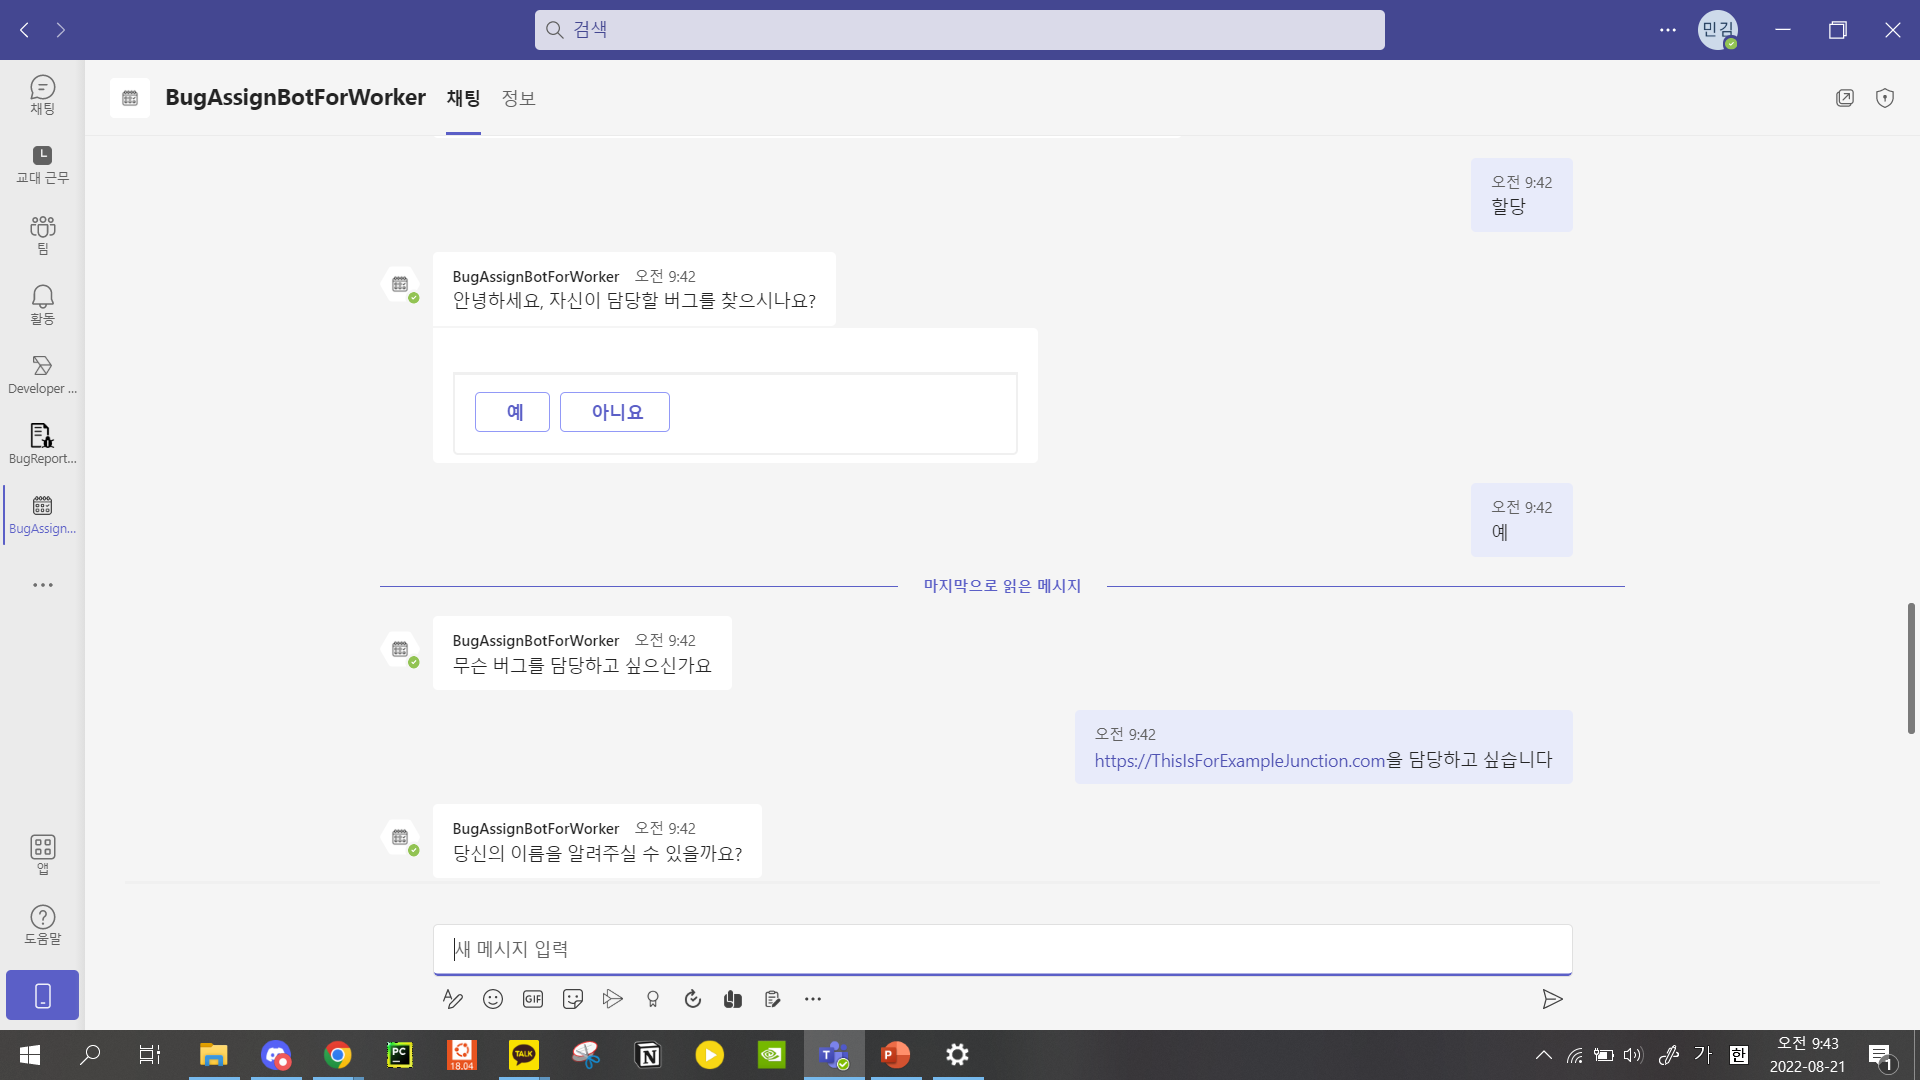 검색
민김
채팅
교대 근무
팀
활동
Developer ...
BugReport...
BugAssign...
앱
도움말
BugAssignBotForWorker 채팅 정보
오전 9:42
할당
BugAssignBotForWorker 오전 9:42
안녕하세요, 자신이 담당할 버그를 찾으시나요?
예 아니요
오전 9:42
예
마지막으로 읽은 메시지
BugAssignBotForWorker 오전 9:42
무슨 버그를 담당하고 싶으신가요
오전 9:42
https://ThisIsForExampleJunction.com을 담당하고 싶습니다
BugAssignBotForWorker 오전 9:42
당신의 이름을 알려주실 수 있을까요?
새 메시지 입력
GIF
PC
18.04
TALK
N
T
P
가
한
오전 9:43
2022-08-21
1